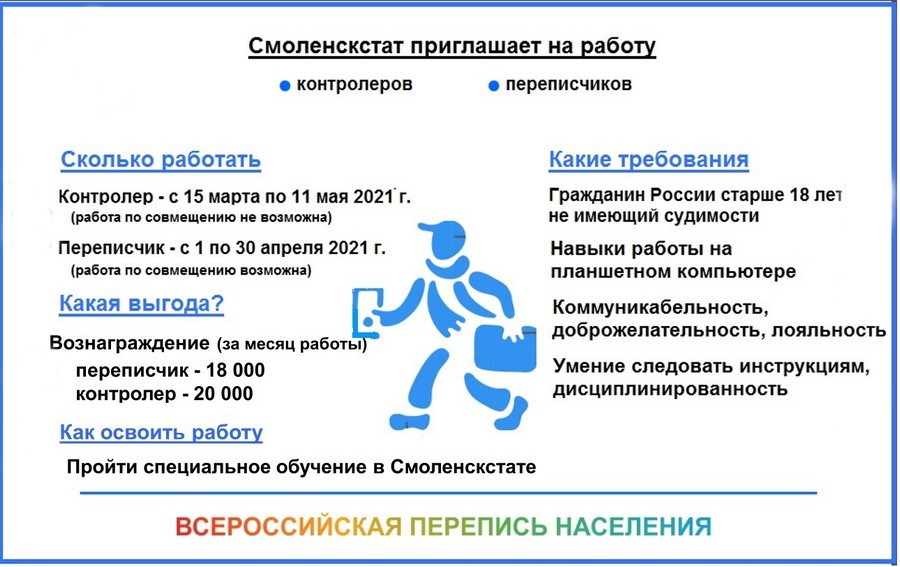 Смоленскстат приглашает на работу
• контролеров • переписчиков
Сколько работать
Контролер - с 15 марта по 11 мая 2021 г.
(работа по совмещению не возможна)
Переписчик - с 1 по 30 апреля 2021 г.
(работа по совмещению возможна)
Какая выгода?
Вознаграждение (за месяц работы)
переписчик - 18 000
контролер - 20 000
Как освоить работу
Пройти специальное обучение в Смоленскстате
Какие требования
Гражданин России старше 18 лет
не имеющий судимости
Навыки работы на
планшетном компьютере
Коммуникабельность,
доброжелательность, лояльность
Умение следовать инструкциям,
дисциплинированность
ВСЕРОССИЙСКАЯ ПЕРЕПИСЬ НАСЕЛЕНИЯ